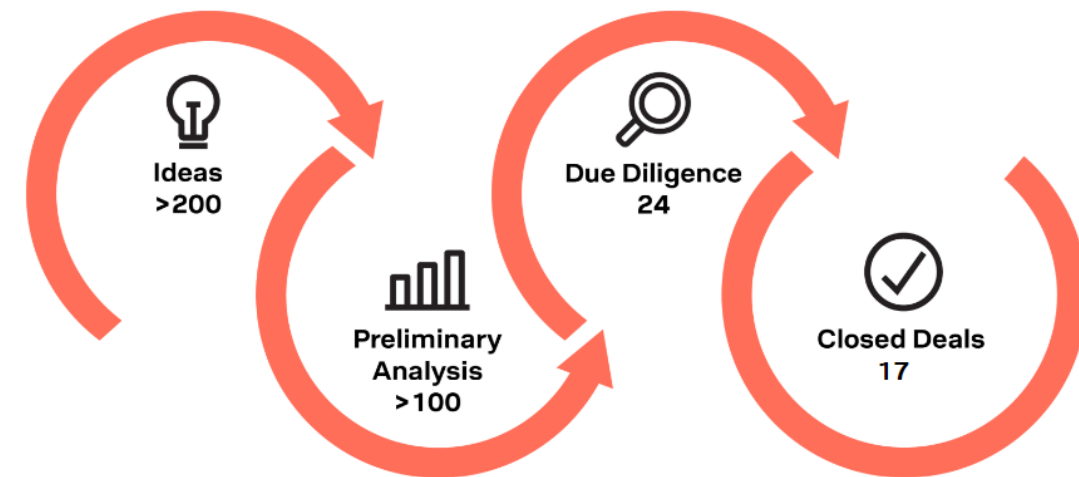 Ideas
>200
Preliminary
Analysis
>100
Due Diligence
24
Closed Deals
17